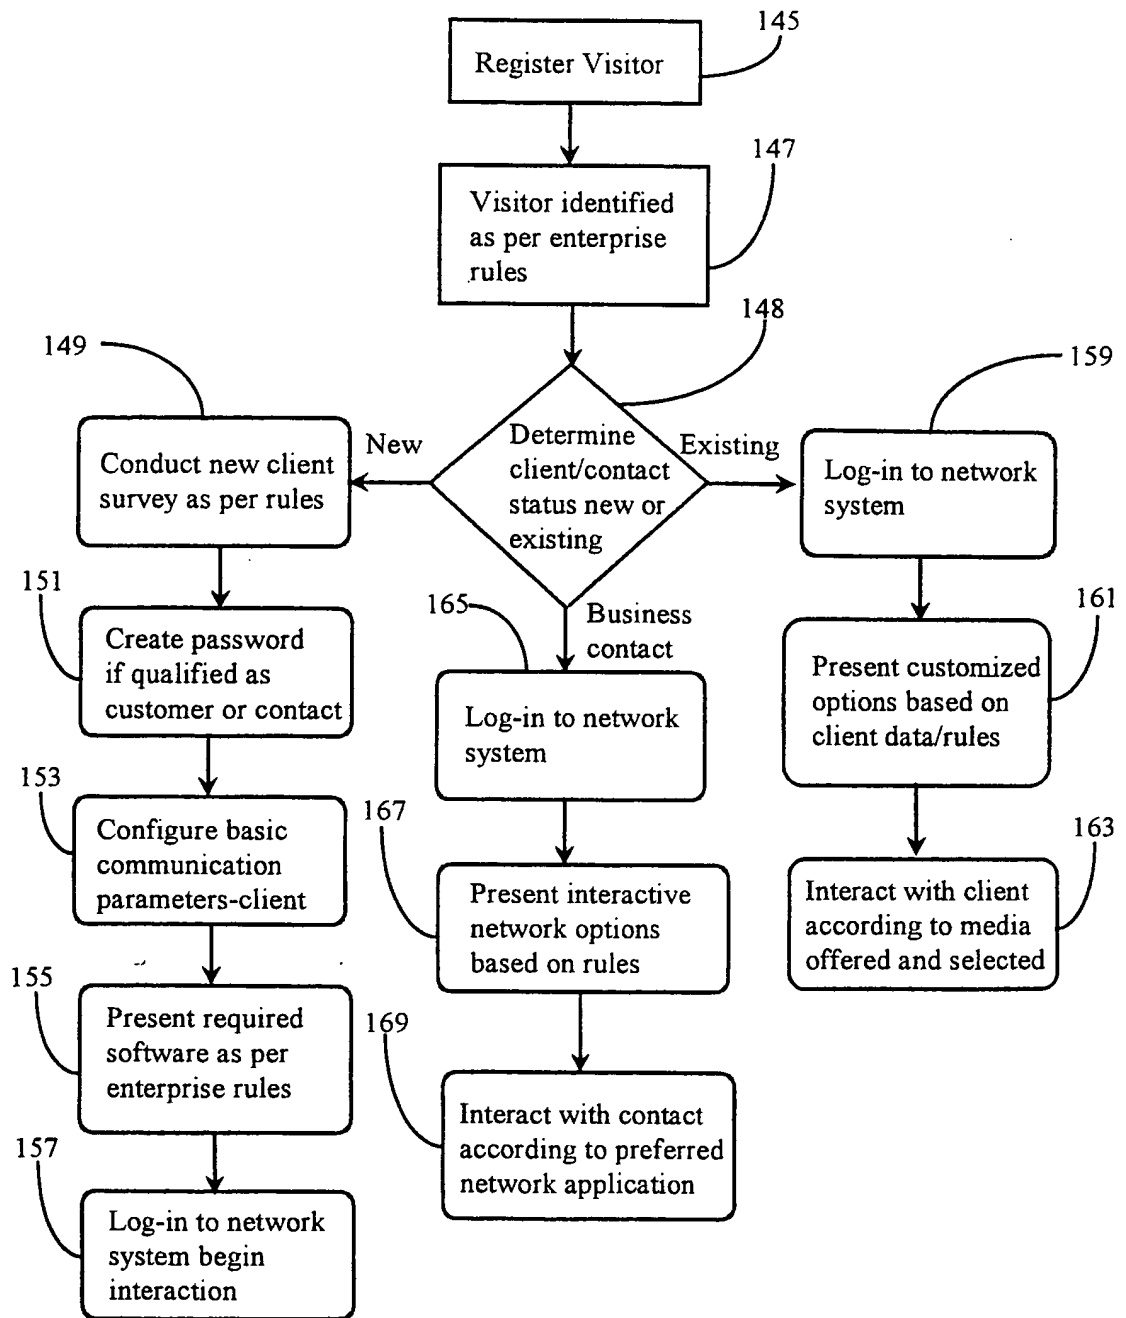 145
Register Visitor
147
Visitor identified
as per enterprise
rules
148
149
159
New
Determine
client/contact
status new or
existing
Existing
Conduct new client
survey as per rules
Log-in to network
system
151
Create password
if qualified as
customer or contact
165
Business
contact
161
Log-in to network
system
Present customized
options based on
client data/rules
153
Configure basic
communication
parameters-client
167
Present interactive
network options
based on rules
163
Interact with client
according to media
offered and selected
155
Present required
software as per
enterprise rules
169
Interact with contact
according to preferred
network application
157
Log-in to network
system begin
interaction